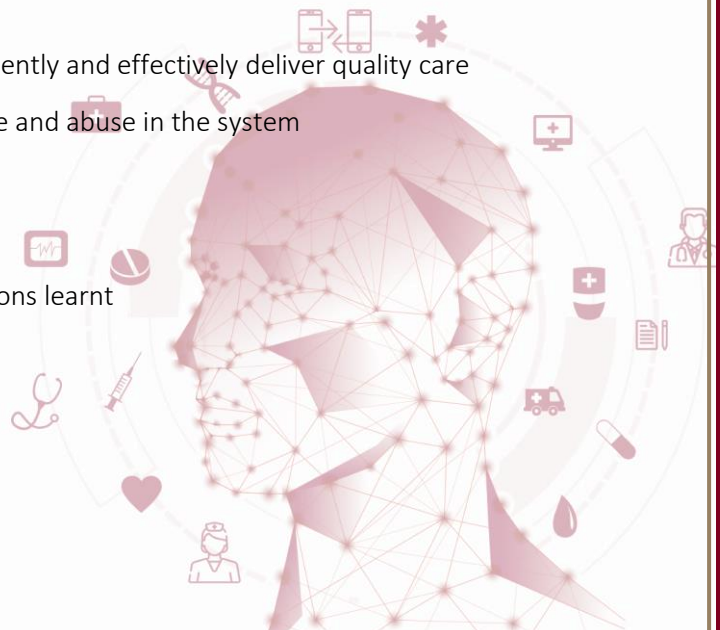 ently and effectively deliver quality care
e and abuse in the system
ons learnt